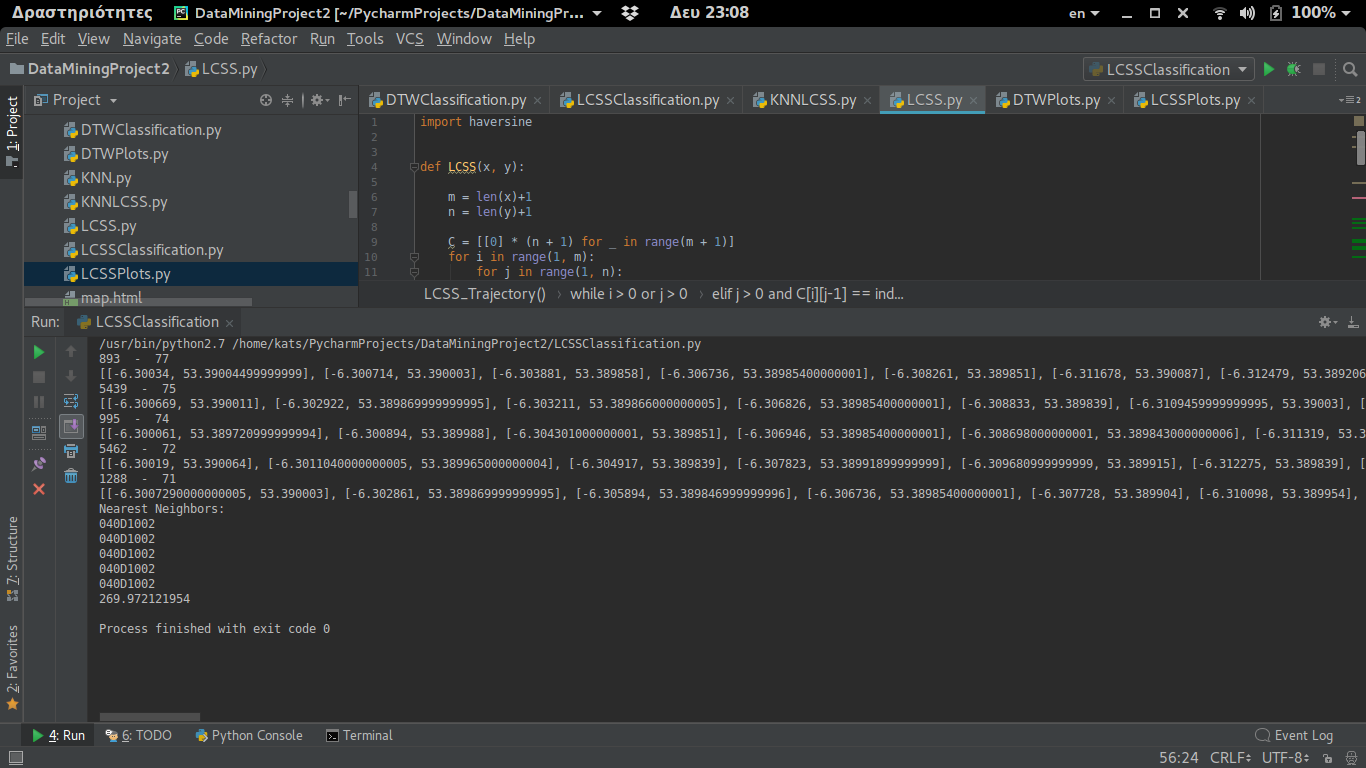 Δραστηριότητες DataMiningProject2 [~/PycharmProjects/DataMiningPr... Δευ 23:08 en 100%
File Edit View Navigate Code Refactor Run Tools VCS Window Help
DataMiningProject2 LCSS.py LCSSClassification
1: Project
Project
DTWClassification.py LCSSClassification.py KNNLCSS.py LCSS.py DTWPlots.py LCSSPlots.py 2
DTWClassification.py
DTWPlots.py
KNN.py
KNNLCSS.py
LCSS.py
LCSSClassification.py
LCSSPlots.py
map.html
1 import haversine
2
3
4 def LCSS(x, y):
5
6 m = len(x)+1
7 n = len(y)+1
8
9 C = [[0] * (n + 1) for _ in range(m + 1)]
10 for i in range(1, m):
11 for j in range(1, n):
LCSS_Trajectory() › while i > 0 or j > 0 › elif j > 0 and C[i][j-1] == ind...
Run: LCSSClassification
/usr/bin/python2.7 /home/kats/PycharmProjects/DataMiningProject2/LCSSClassification.py
893 - 77
[[-6.30034, 53.39004499999999], [-6.300714, 53.390003], [-6.303881, 53.389858], [-6.306736, 53.38985400000001], [-6.308261, 53.389851], [-6.311678, 53.390087], [-6.312479, 53.389206
5439 - 75
[[-6.300669, 53.390011], [-6.302922, 53.389869999999995], [-6.303211, 53.389866000000005], [-6.306826, 53.38985400000001], [-6.308833, 53.389839], [-6.3109459999999995, 53.39003], [
995 - 74
[[-6.300061, 53.389720999999994], [-6.300894, 53.389988], [-6.304301000000001, 53.389851], [-6.306946, 53.38985400000001], [-6.308698000000001, 53.389843000000006], [-6.311319, 53.
5462 - 72
[[-6.30019, 53.390064], [-6.3011040000000005, 53.389965000000004], [-6.304917, 53.389839], [-6.307823, 53.38991899999999], [-6.309680999999999, 53.389915], [-6.312275, 53.389839], [
1288 - 71
[[-6.3007290000000005, 53.390003], [-6.302861, 53.389869999999995], [-6.305894, 53.389846999999996], [-6.306736, 53.38985400000001], [-6.307728, 53.389904], [-6.310098, 53.389954],
Nearest Neighbors:
040D1002
040D1002
040D1002
040D1002
040D1002
269.972121954
Process finished with exit code 0
7: Structure
2: Favorites
4: Run 6: TODO Python Console Terminal Event Log
56:24 CRLF UTF-8